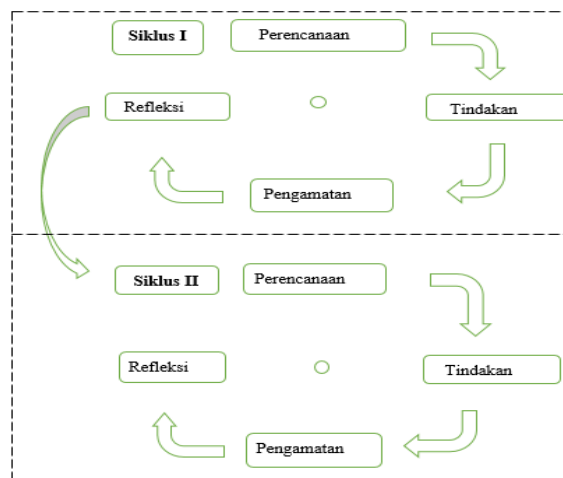 Siklus I
Perencanaan
Refleksi
Tindakan
Pengamatan
Siklus II
Perencanaan
Refleksi
Tindakan
Pengamatan